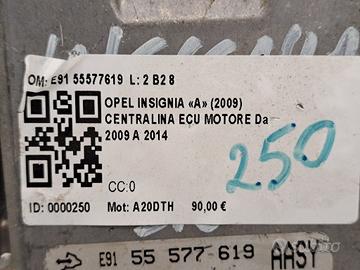 OM: E91 55577619 L: 2 B2 8
OPEL INSIGNIA «A» (2009)
CENTRALINA ECU MOTORE Da
2009 A 2014
250
CC:0
ID: 0000250 Mot: A20DTH 90,00 €
E91 55 577 619 AASY
subito